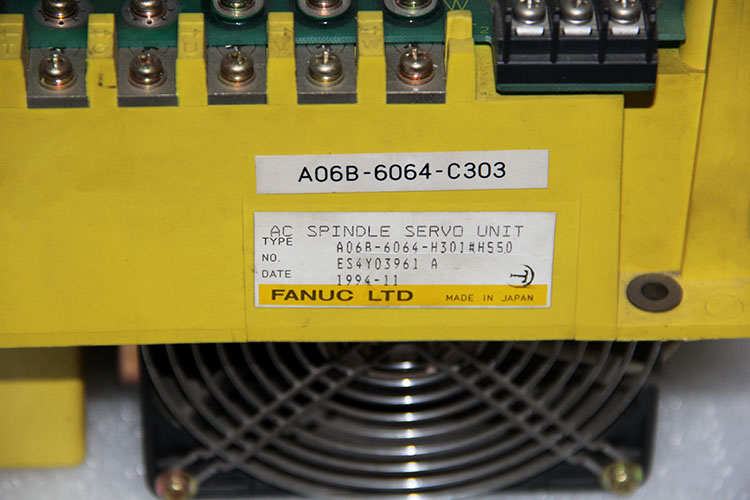 A06B-6064-C303
AC SPINDLE SERVO UNIT
TYPE A06B-6064-H301#H550
NO. ES4Y03961 A
DATE 1994-11
FANUC LTD MADE IN JAPAN